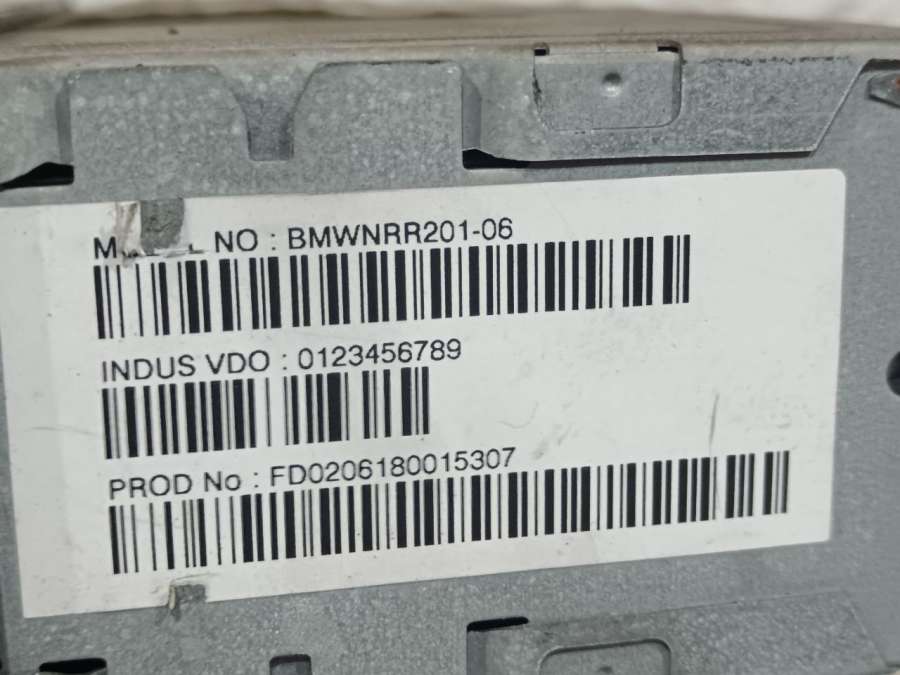 NO : BMWNRR201-06
INDUS VDO : 0123456789
PROD No : FD0206180015307